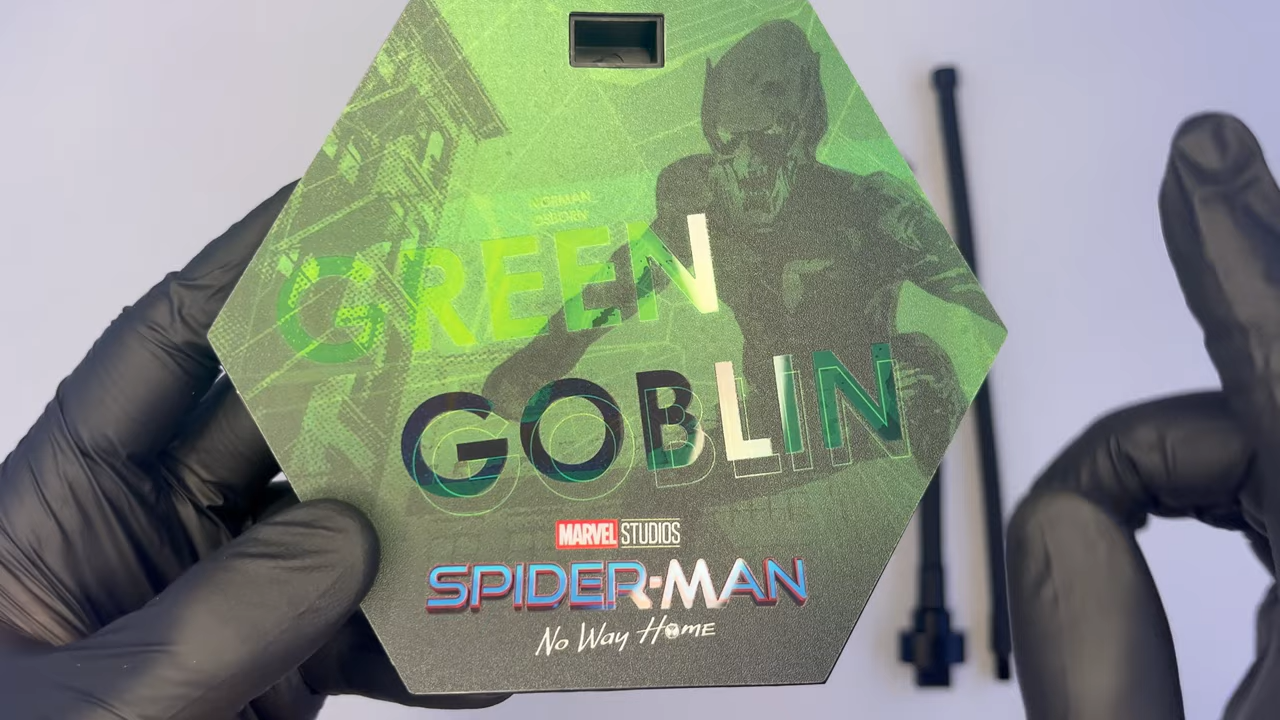 NORMAN
OSBORN
GREEN
GOBLIN
MARVEL STUDIOS
SPIDER-MAN
No Way Home